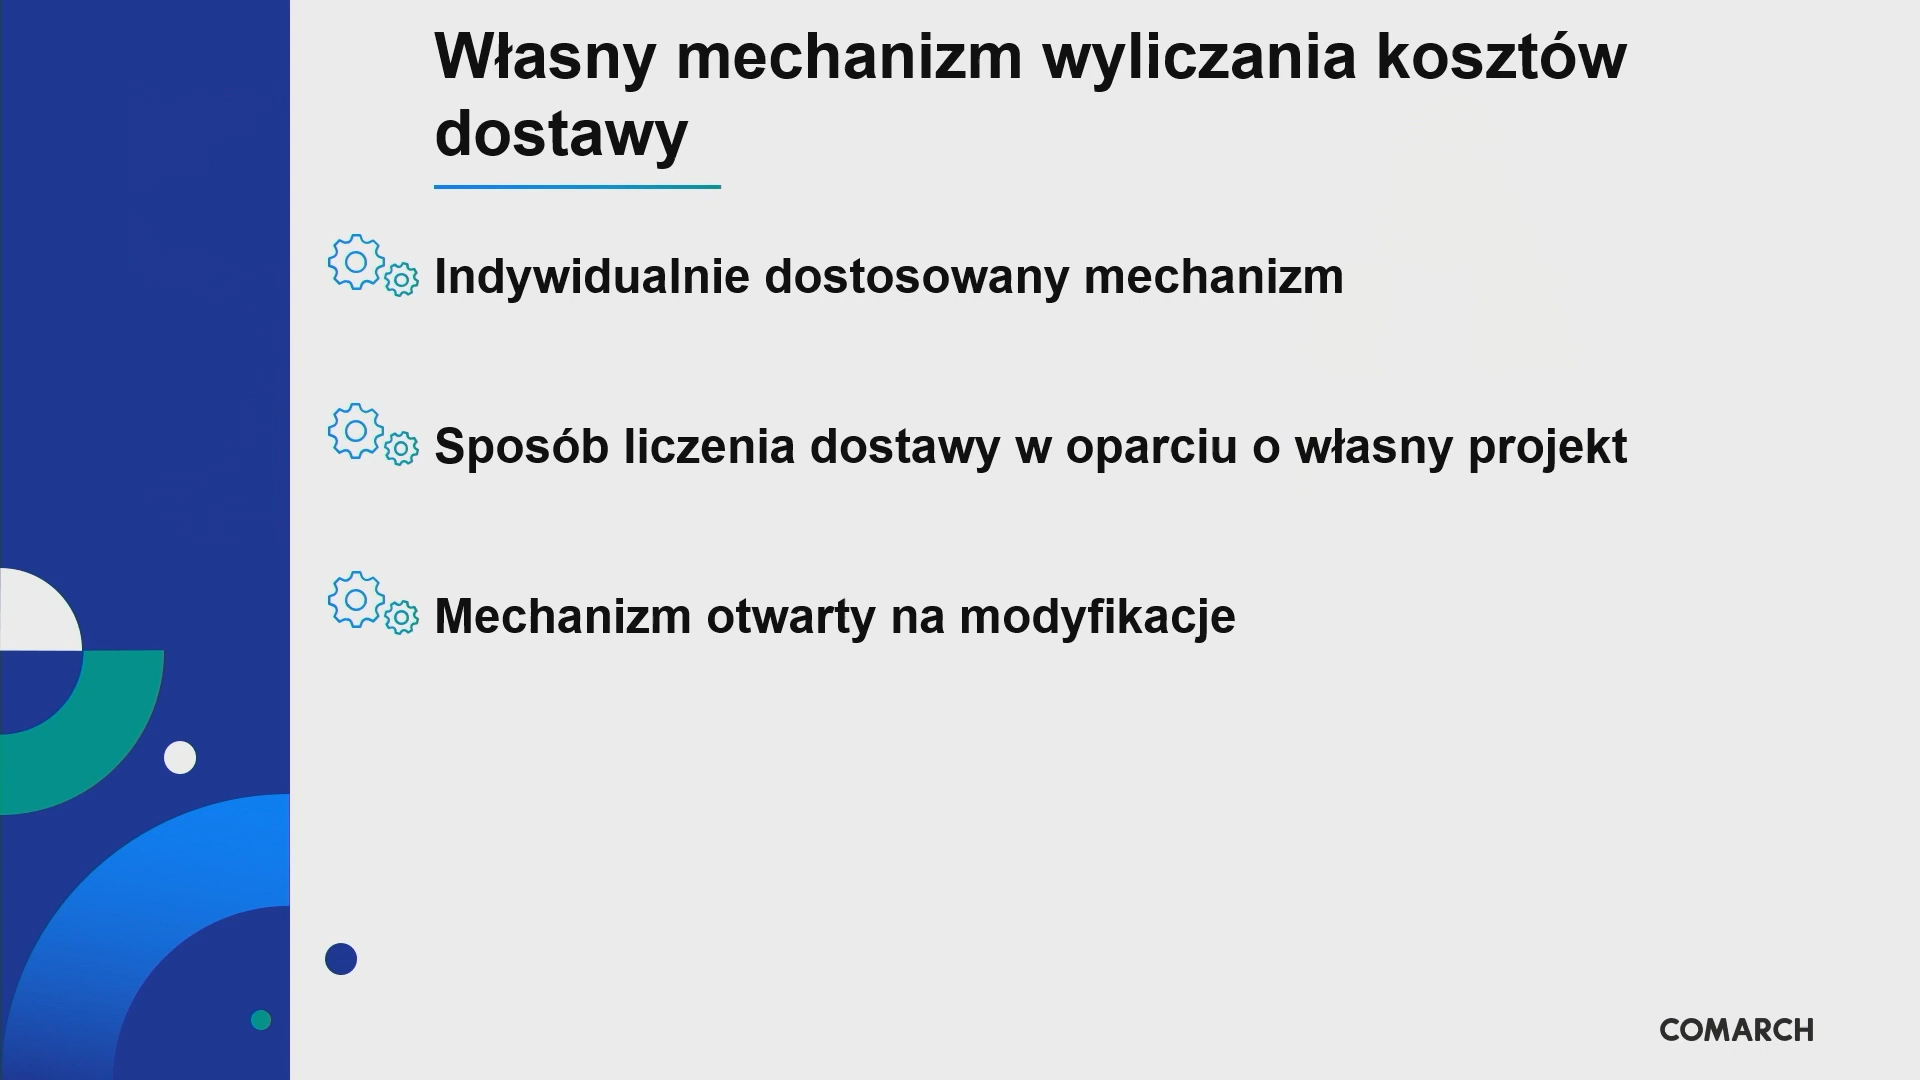 Własny mechanizm wyliczania kosztów
dostawy
Indywidualnie dostosowany mechanizm
Sposób liczenia dostawy w oparciu o własny projekt
Mechanizm otwarty na modyfikacje
COMARCH